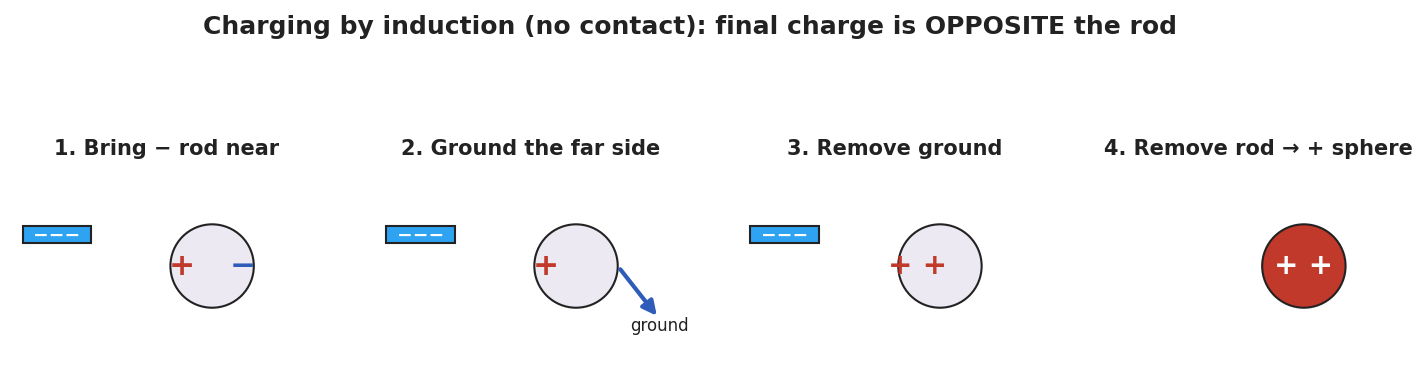 Charging by induction (no contact): final charge is OPPOSITE the rod
1. Bring − rod near
2. Ground the far side
3. Remove ground
4. Remove rod → + sphere
− − −
+ −
− − −
+
ground
− − −
+ +
+ +